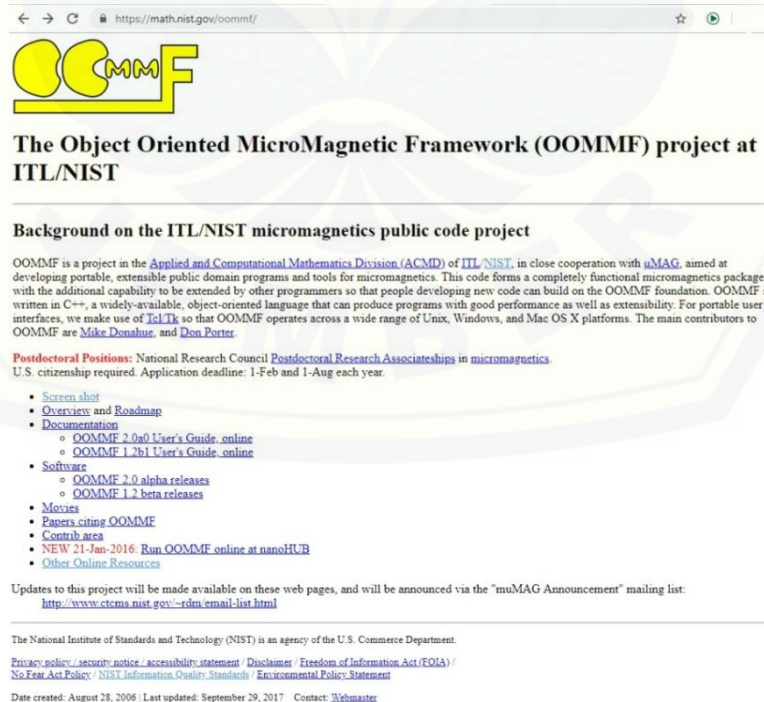 https://math.nist.gov/oommf/
OOMMF
The Object Oriented MicroMagnetic Framework (OOMMF) project at
ITL/NIST
Background on the ITL/NIST micromagnetics public code project
OOMMF is a project in the Applied and Computational Mathematics Division (ACMD) of ITL/NIST, in close cooperation with uMAG, aimed at
developing portable, extensible public domain programs and tools for micromagnetics. This code forms a completely functional micromagnetics package
with the additional capability to be extended by other programmers so that people developing new code can build on the OOMMF foundation. OOMMF
written in C++, a widely-available, object-oriented language that can produce programs with good performance as well as extensibility. For portable user
interfaces, we make use of Tcl/Tk so that OOMMF operates across a wide range of Unix, Windows, and Mac OS X platforms. The main contributors to
OOMMF are Mike Donahue, and Don Porter.
Postdoctoral Positions: National Research Council Postdoctoral Research Associateships in micromagnetics.
U.S. citizenship required. Application deadline: 1-Feb and 1-Aug each year.
• Screen shot
• Overview and Roadmap
• Documentation
○ OOMMF 2.0a0 User's Guide, online
○ OOMMF 1.2b1 User's Guide, online
• Software
○ OOMMF 2.0 alpha releases
○ OOMMF 1.2 beta releases
• Movies
• Papers citing OOMMF
• Contrib area
• NEW 21-Jan-2016: Run OOMMF online at nanoHUB
• Other Online Resources
Updates to this project will be made available on these web pages, and will be announced via the "muMAG Announcement" mailing list:
http://www.ctcms.nist.gov/~rdm/email-list.html
The National Institute of Standards and Technology (NIST) is an agency of the U.S. Commerce Department.
Privacy policy / security notice / accessibility statement / Disclaimer / Freedom of Information Act (FOIA) /
No Fear Act Policy / NIST Information Quality Standards / Environmental Policy Statement
Date created: August 28, 2006 | Last updated: September 29, 2017 Contact: Webmaster